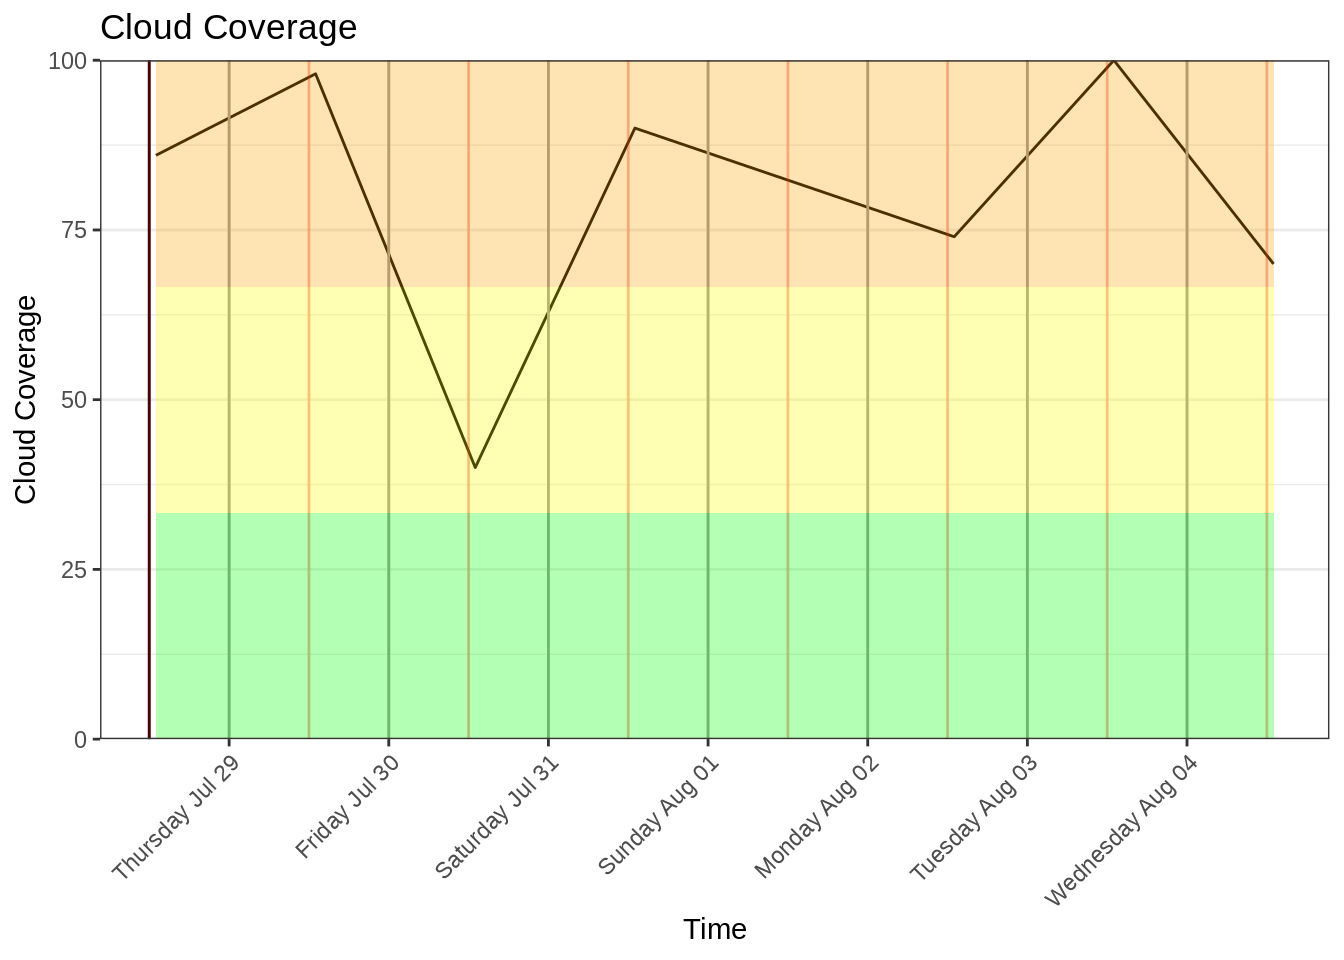 Cloud Coverage
100
75
50
25
0
Cloud Coverage
Thursday Jul 29
Friday Jul 30
Saturday Jul 31
Sunday Aug 01
Monday Aug 02
Tuesday Aug 03
Wednesday Aug 04
Time